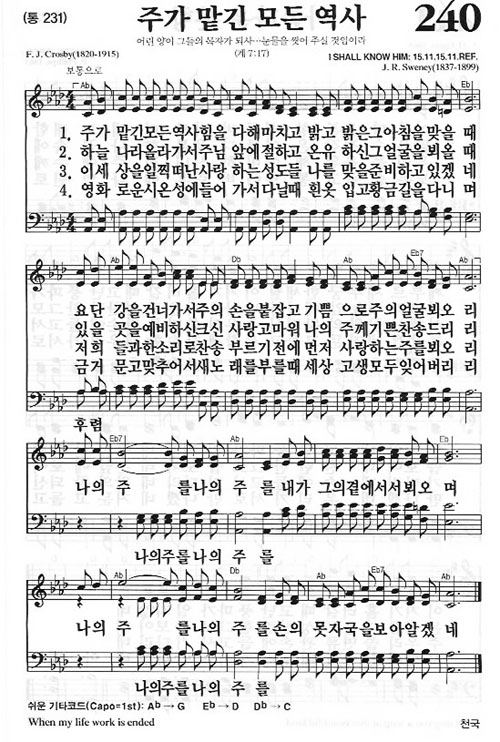 (통 231)
주가 맡긴 모든 역사
240
어린 양이 그들의 목자가 되사…눈물을 씻어 주실 것임이라
F. J. Crosby(1820-1915)
(계 7:17)
I SHALL KNOW HIM: 15.11.15.11.REF.
J. R. Sweney(1837-1899)
보통으로
Ab Db Ab Eb
1. 주가 맡긴모든역사힘을 다해마치고 밝고 밝은그아침을맞을 때
2. 하늘 나리올라가서주님 앞에절하고 온유 하신그얼굴을뵈올 때
3. 이세 상을일찍떠난사랑 하는성도들 나를 맞을준비하고있겠 네
4. 영화 로운시온성에들어 가서다닐때 흰옷 입고황금길을다니 며
Ab Db Ab Eb7 Ab
요단 강을건너가서주의 손을붙잡고 기쁨 으로주의얼굴뵈오 리
있을 곳을예비하신크신 사랑고마워 나의 주께기쁜찬송드리 리
저희 들과한소리로찬송 부르기전에 먼저 사랑하는주를뵈오 리
금거 문고맞추어서새노 래를부를때 세상 고생모두잊어버리 리
후렴
Eb7 Ab Eb
나의 주 를나의 주 를 내가 그의곁에서서뵈오 며
나의주를나의 주 를
Ab Db Ab Eb7 Ab
나의 주 를나의 주 를손의 못자국을보아알겠 네
나의주를나의 주 를
쉬운 기타코드(Capo=1st): Ab → G Eb → D Db → C
When my life work is ended
천국